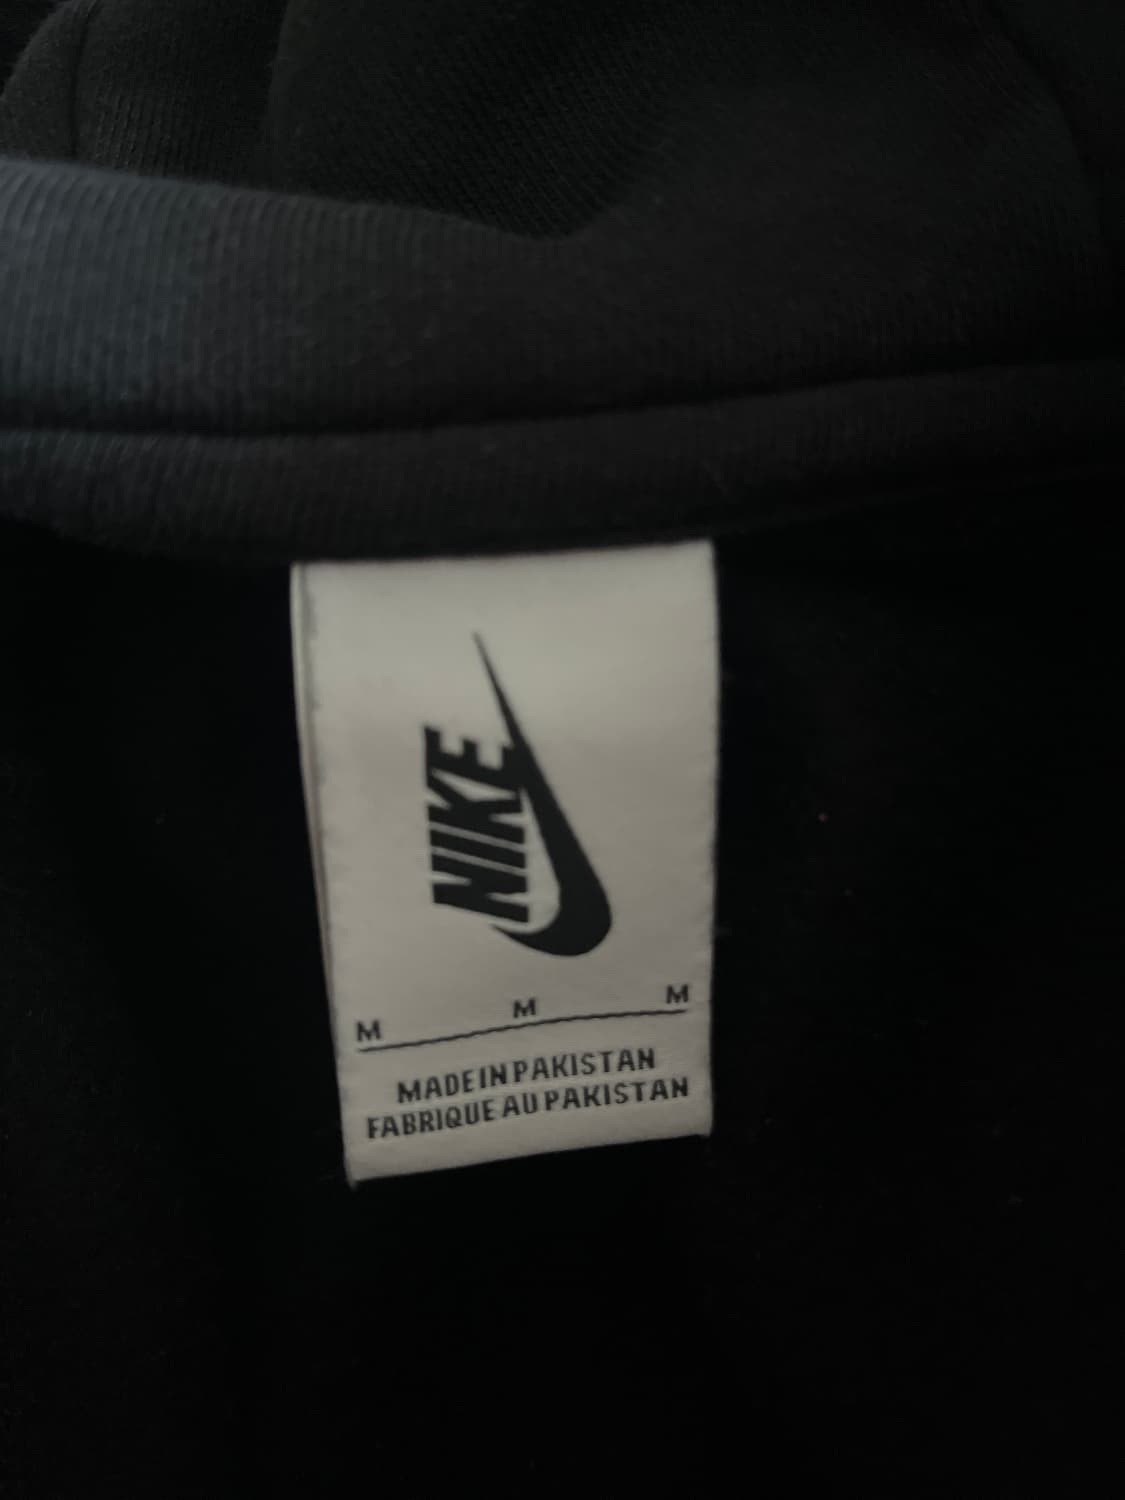 NIKE
M M M
MADE IN PAKISTAN
FABRIQUE AU PAKISTAN